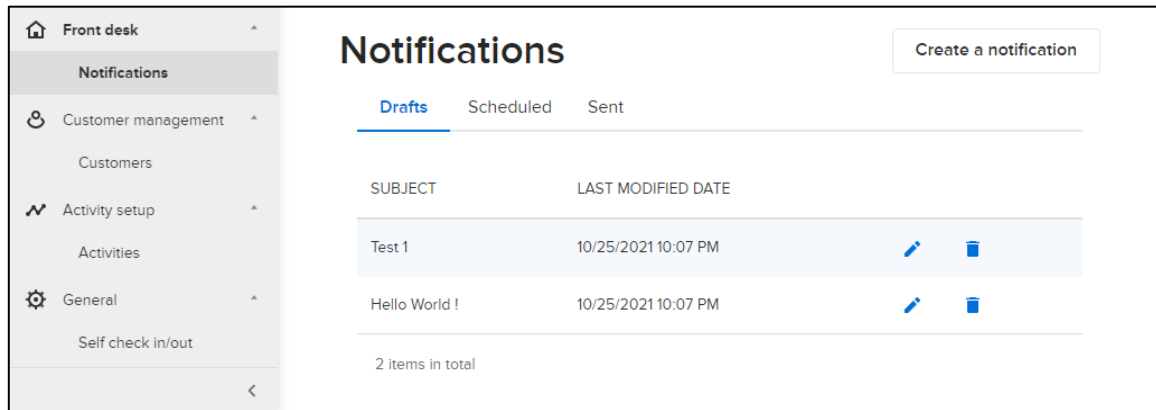 Front desk
Notifications
Customer management
Customers
Activity setup
Activities
General
Self check in/out
Notifications
Create a notification
Drafts Scheduled Sent
SUBJECT LAST MODIFIED DATE
Test 1 10/25/2021 10:07 PM
Hello World ! 10/25/2021 10:07 PM
2 items in total